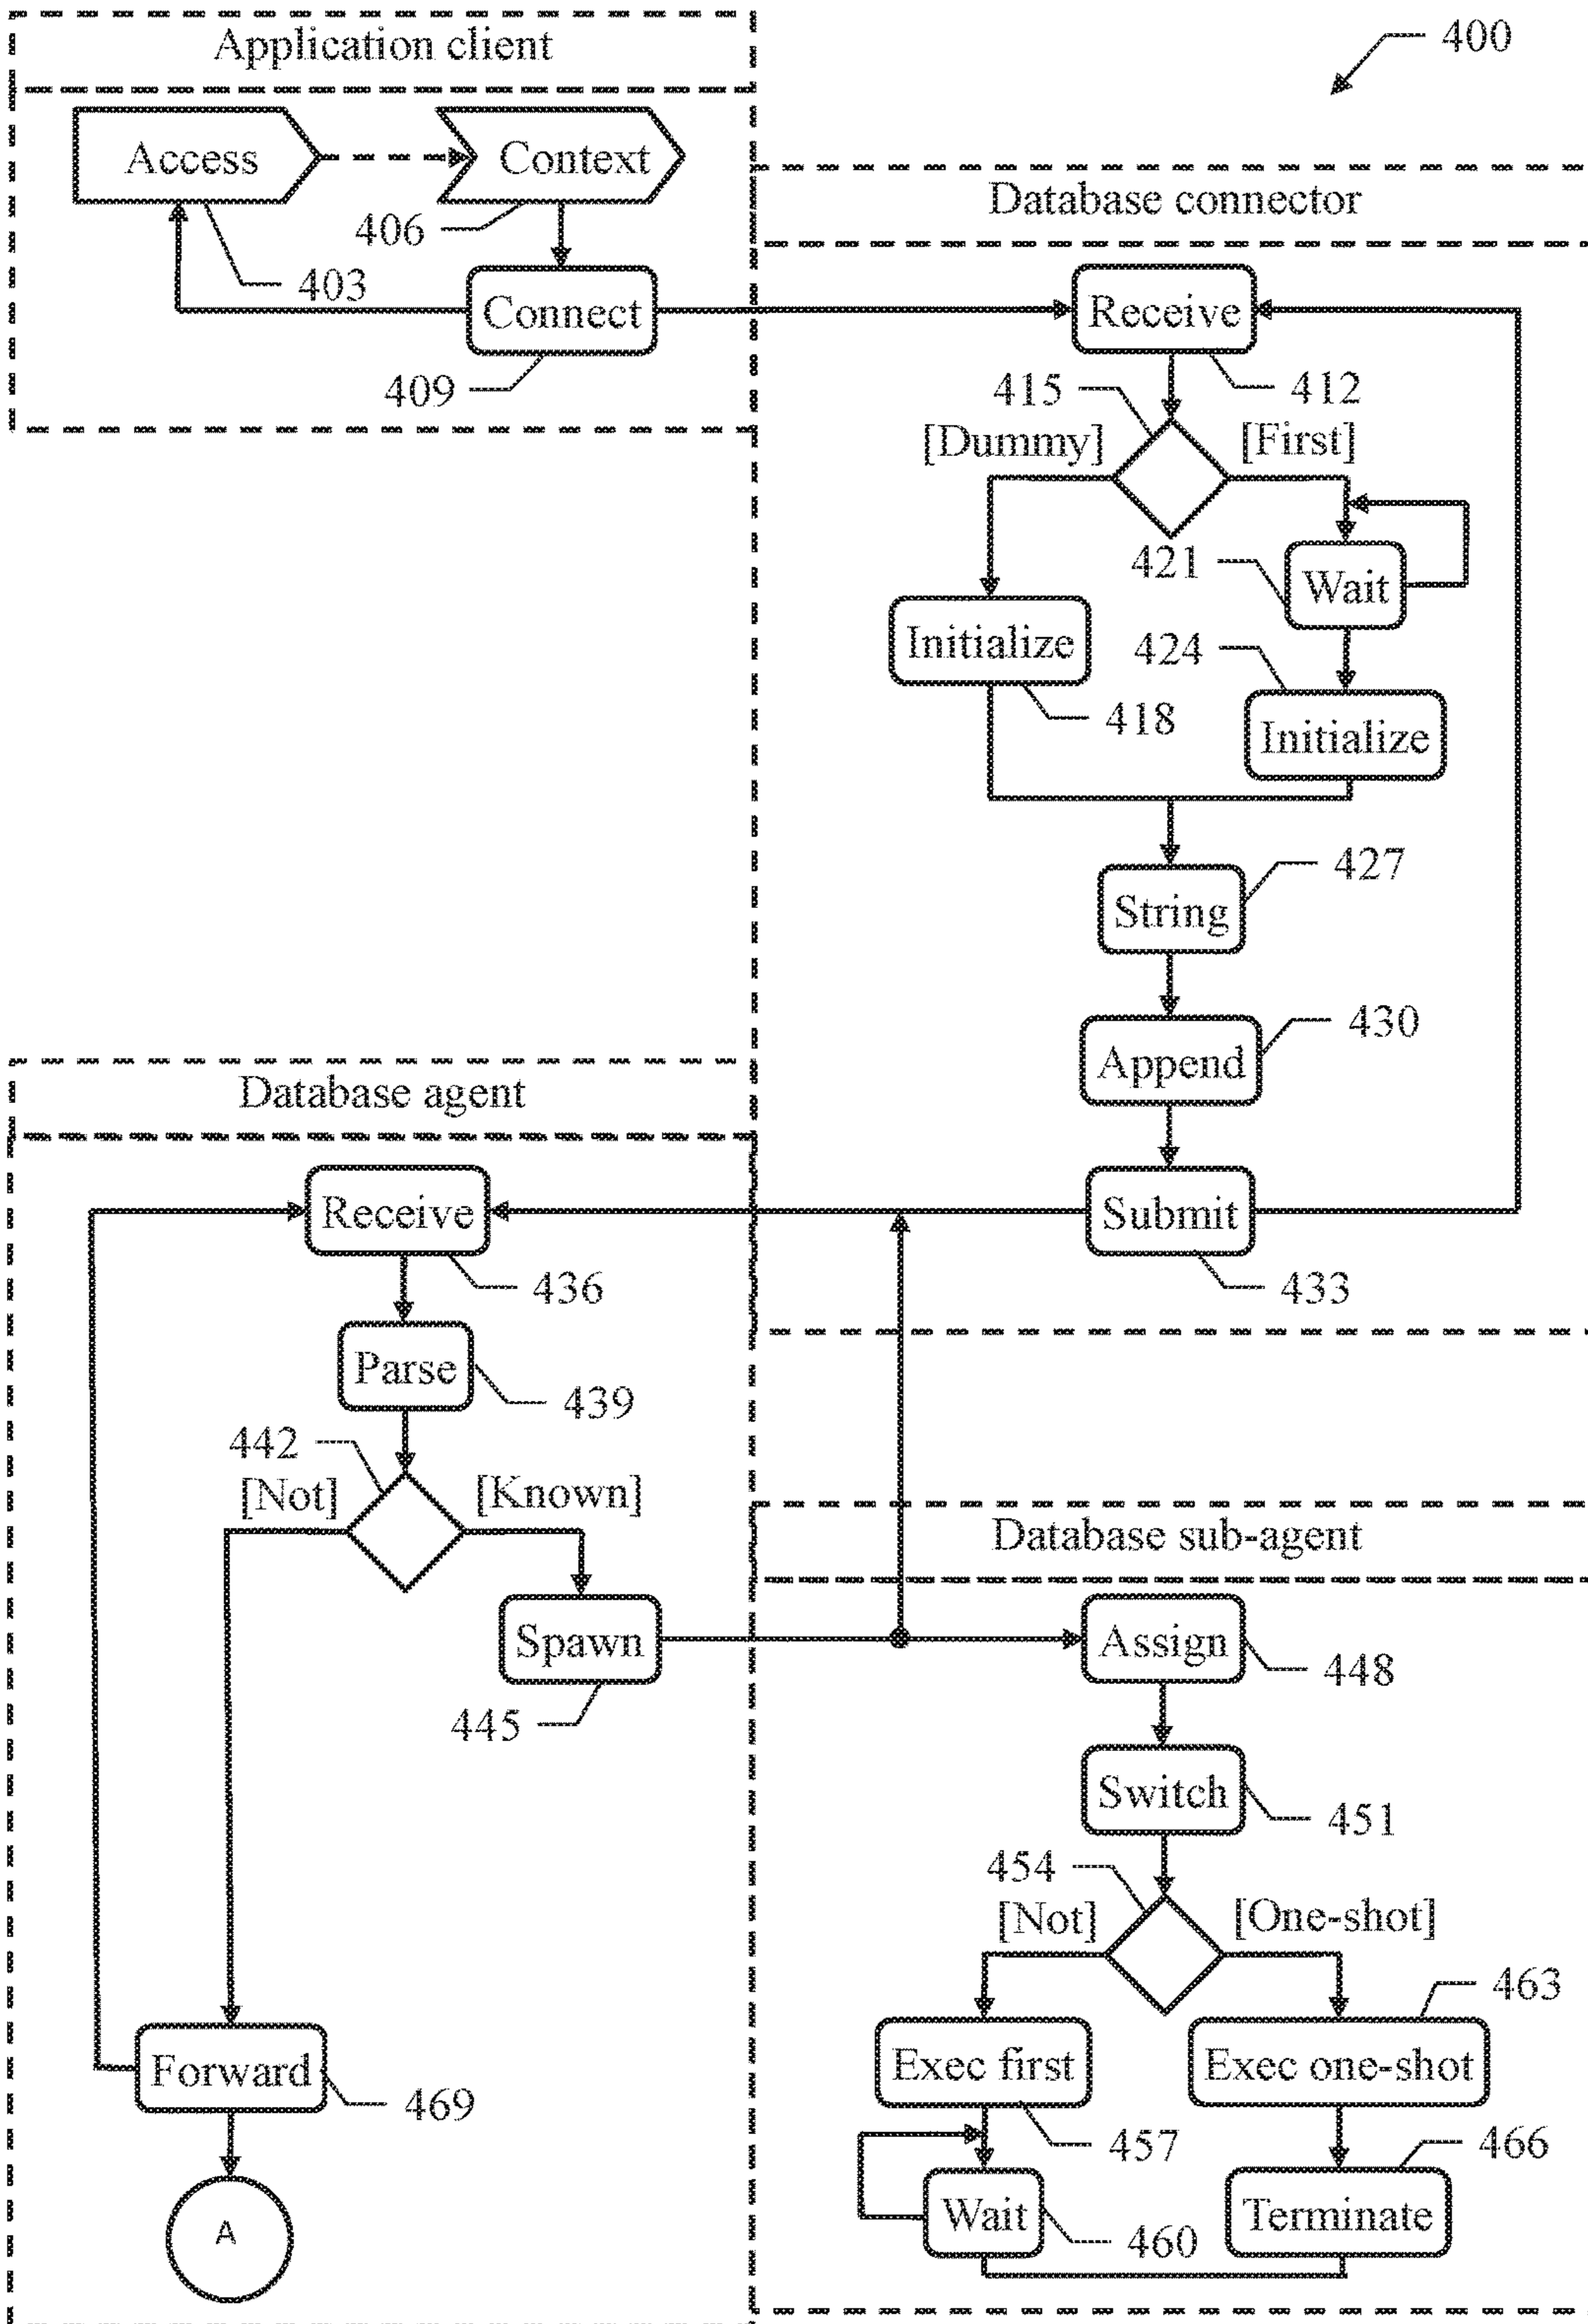 Application client
400
Access
Context
406
403
Connect
409
Database connector
Receive
412
415
[Dummy]
[First]
421
Wait
Initialize
418
424
Initialize
String
427
Append
430
Submit
433
Database agent
Receive
436
Parse
439
442
[Not]
[Known]
Spawn
445
Database sub-agent
Assign
448
Switch
451
454
[Not]
[One-shot]
463
Exec first
Exec one-shot
457
466
Wait
460
Terminate
Forward
469
A